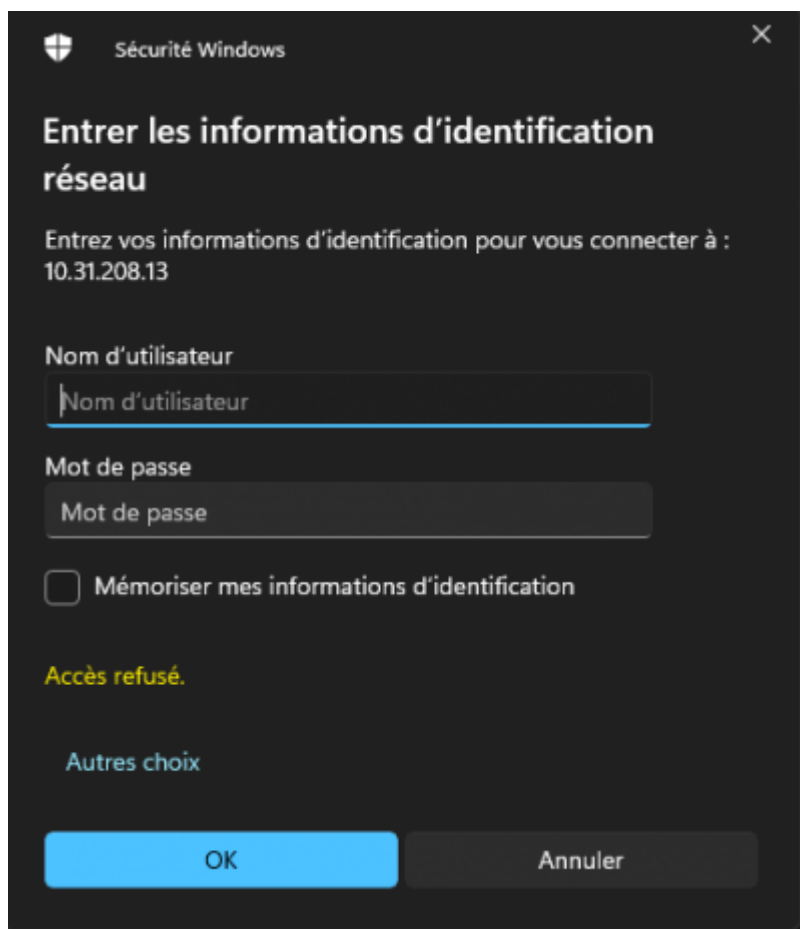 Sécurité Windows
Entrer les informations d’identification
réseau
Entrez vos informations d’identification pour vous connecter à :
10.31.208.13
Nom d’utilisateur
Nom d’utilisateur
Mot de passe
Mot de passe
Mémoriser mes informations d’identification
Accès refusé.
Autres choix
OK
Annuler